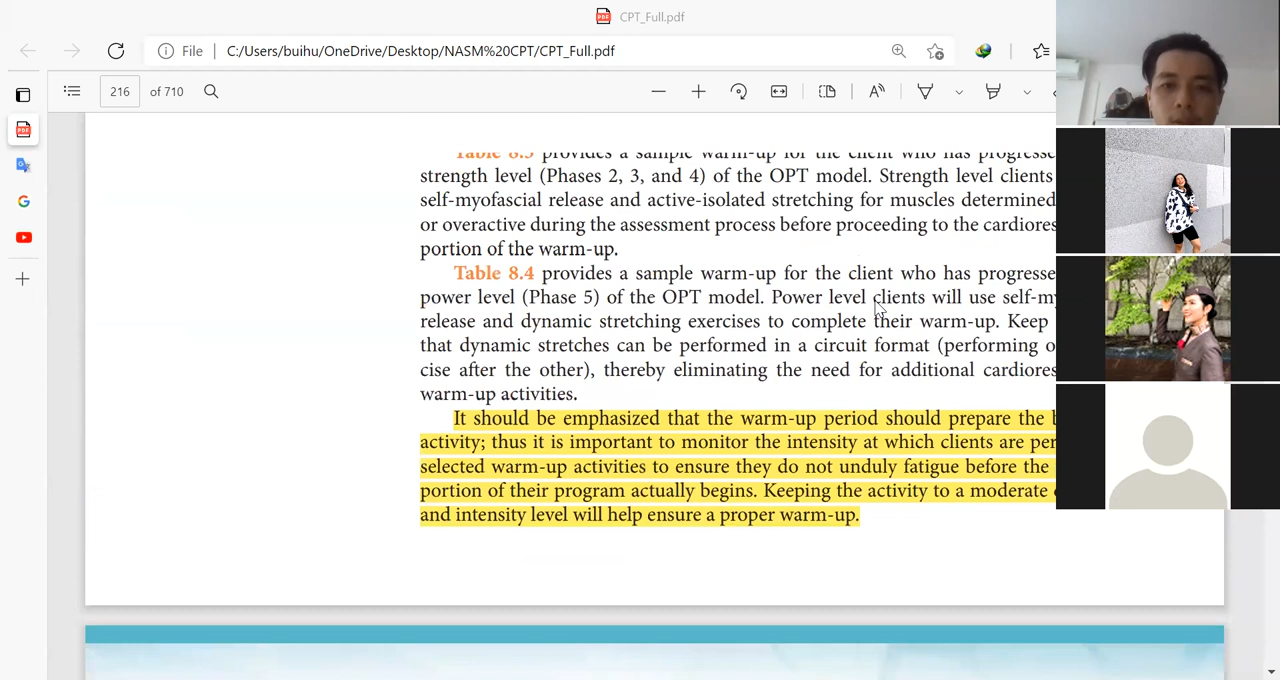 CPT_Full.pdf
File
C:/Users/buihu/OneDrive/Desktop/NASM%20CPT/CPT_Full.pdf
216 of 710
Table 8.3 provides a sample warm-up for the client who has progresse
strength level (Phases 2, 3, and 4) of the OPT model. Strength level clients
self-myofascial release and active-isolated stretching for muscles determined
or overactive during the assessment process before proceeding to the cardiores
portion of the warm-up.
Table 8.4 provides a sample warm-up for the client who has progresse
power level (Phase 5) of the OPT model. Power level clients will use self-my
release and dynamic stretching exercises to complete their warm-up. Keep
that dynamic stretches can be performed in a circuit format (performing o
cise after the other), thereby eliminating the need for additional cardiores
warm-up activities.
It should be emphasized that the warm-up period should prepare the b
activity; thus it is important to monitor the intensity at which clients are per
selected warm-up activities to ensure they do not unduly fatigue before the
portion of their program actually begins. Keeping the activity to a moderate
and intensity level will help ensure a proper warm-up.